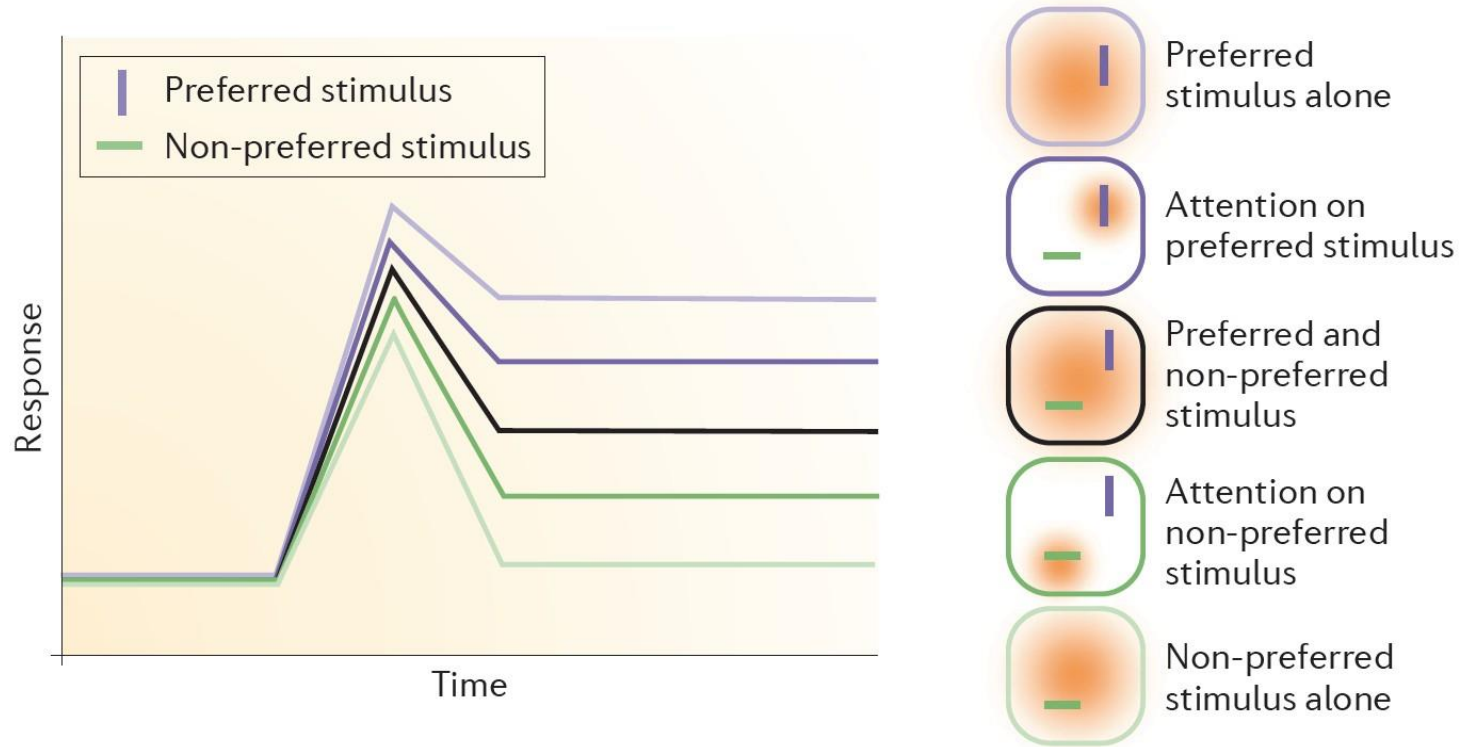 Preferred stimulus
Non-preferred stimulus
Response
Time
Preferred
stimulus alone
Attention on
preferred stimulus
Preferred and
non-preferred
stimulus
Attention on
non-preferred
stimulus
Non-preferred
stimulus alone